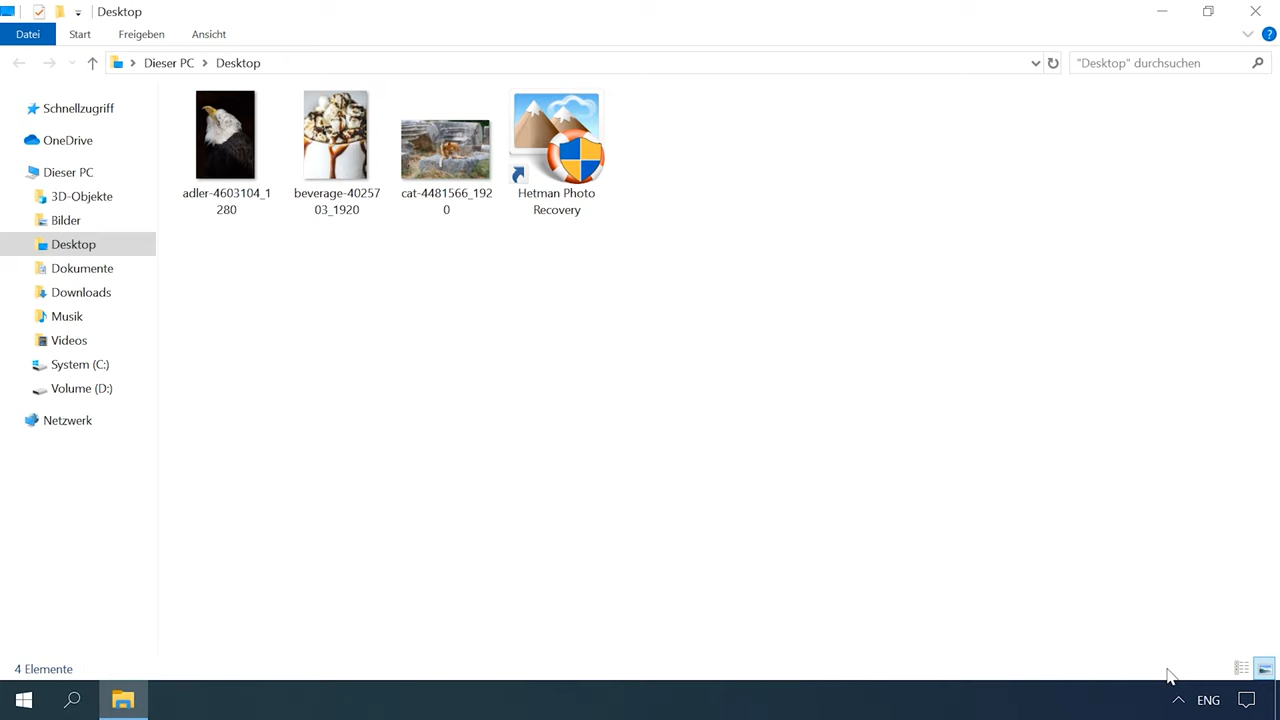 Desktop
Datei Start Freigeben Ansicht
Dieser PC Desktop "Desktop" durchsuchen
Schnellzugriff
OneDrive
Dieser PC
3D-Objekte
Bilder
Desktop
Dokumente
Downloads
Musik
Videos
System (C:)
Volume (D:)
Netzwerk
adler-4603104_1
280
beverage-40257
03_1920
cat-4481566_192
0
Hetman Photo
Recovery
4 Elemente
ENG